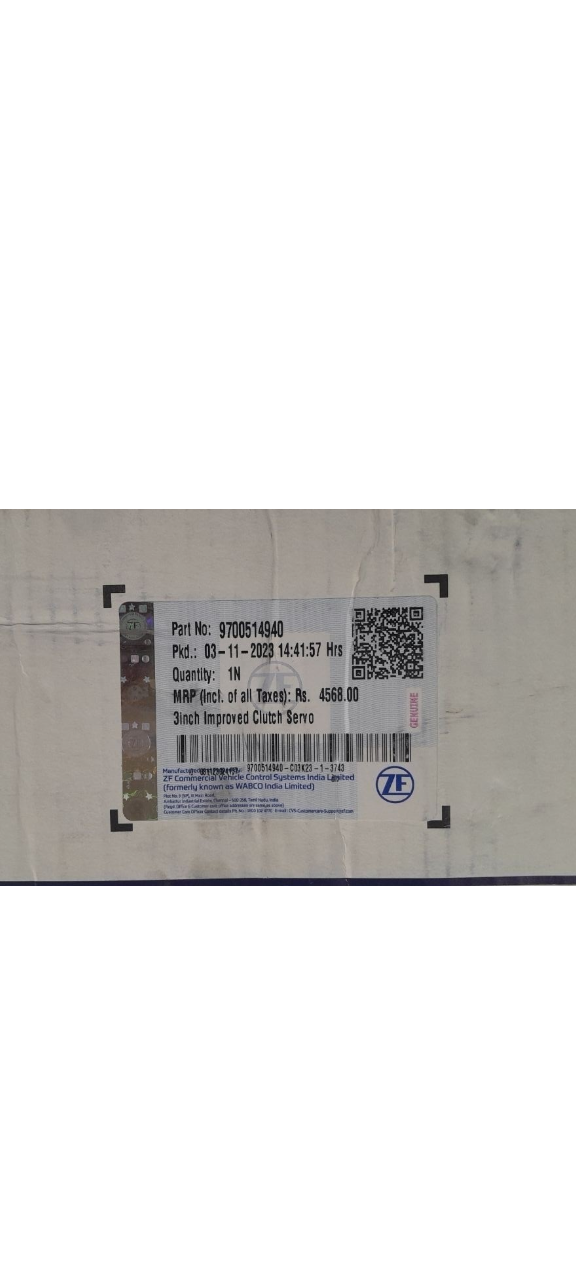 Part No: 9700514940
Pkd.: 03-11-2023 14:41:57 Hrs
Quantity: 1N
MRP (Incl. of all Taxes): Rs. 4568.00
3inch Improved Clutch Servo
GENUINE
9700514940-C03K23-1-3743
ZF Commercial Vehicle Control Systems India Limited
(formerly known as WABCO India Limited)
ZF